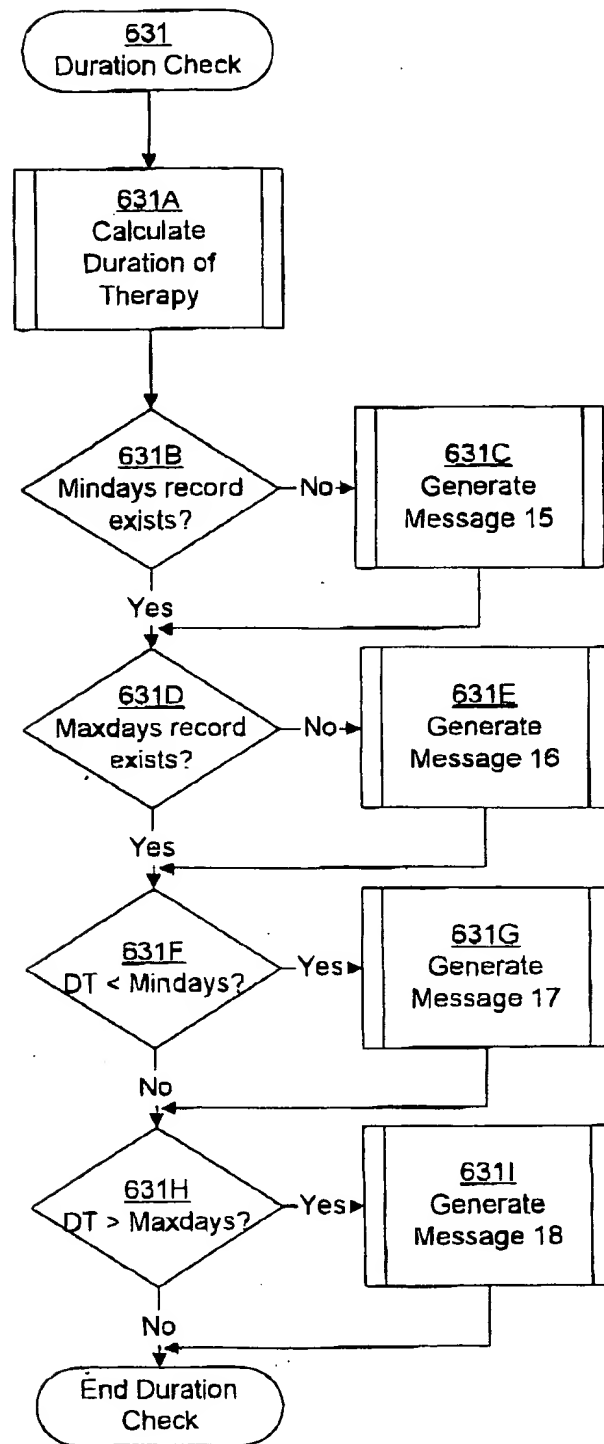 631
Duration Check
631A
Calculate
Duration of
Therapy
631B
Mindays record
exists?
No
631C
Generate
Message 15
Yes
631D
Maxdays record
exists?
No
631E
Generate
Message 16
Yes
631F
DT < Mindays?
Yes
631G
Generate
Message 17
No
631H
DT > Maxdays?
Yes
631I
Generate
Message 18
No
End Duration
Check